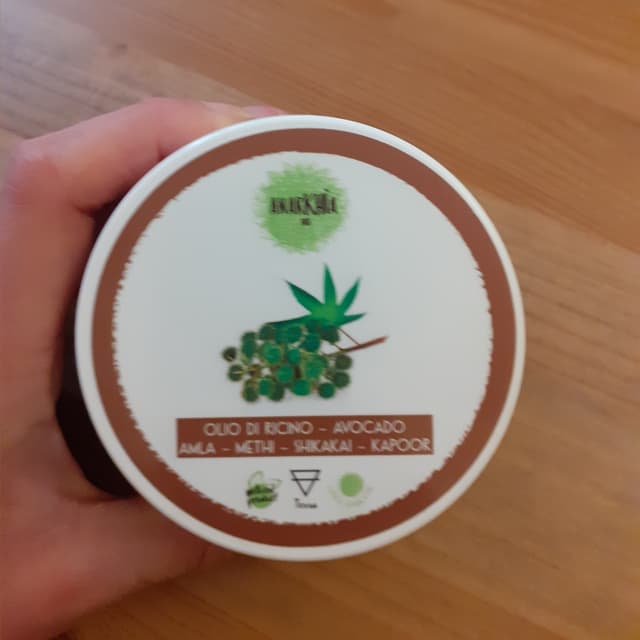 OLIO DI RICINO – AVOCADO
AMLA – METHI – SHIKAKAI – KAPOOR
Terra